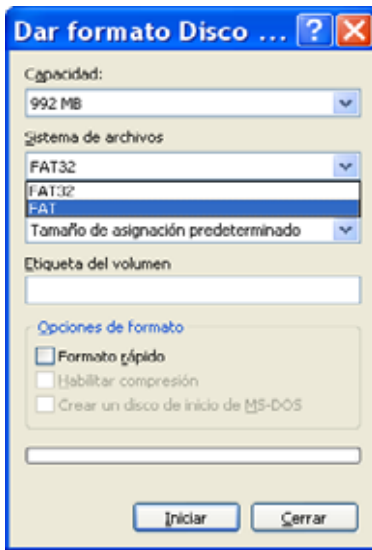 Dar formato Disco ...
Capacidad:
992 MB
Sistema de archivos
FAT32
FAT32
FAT
Tamaño de asignación predeterminado
Etiqueta del volumen
Opciones de formato
Formato rápido
Habilitar compresión
Crear un disco de inicio de MS-DOS
Iniciar Cerrar